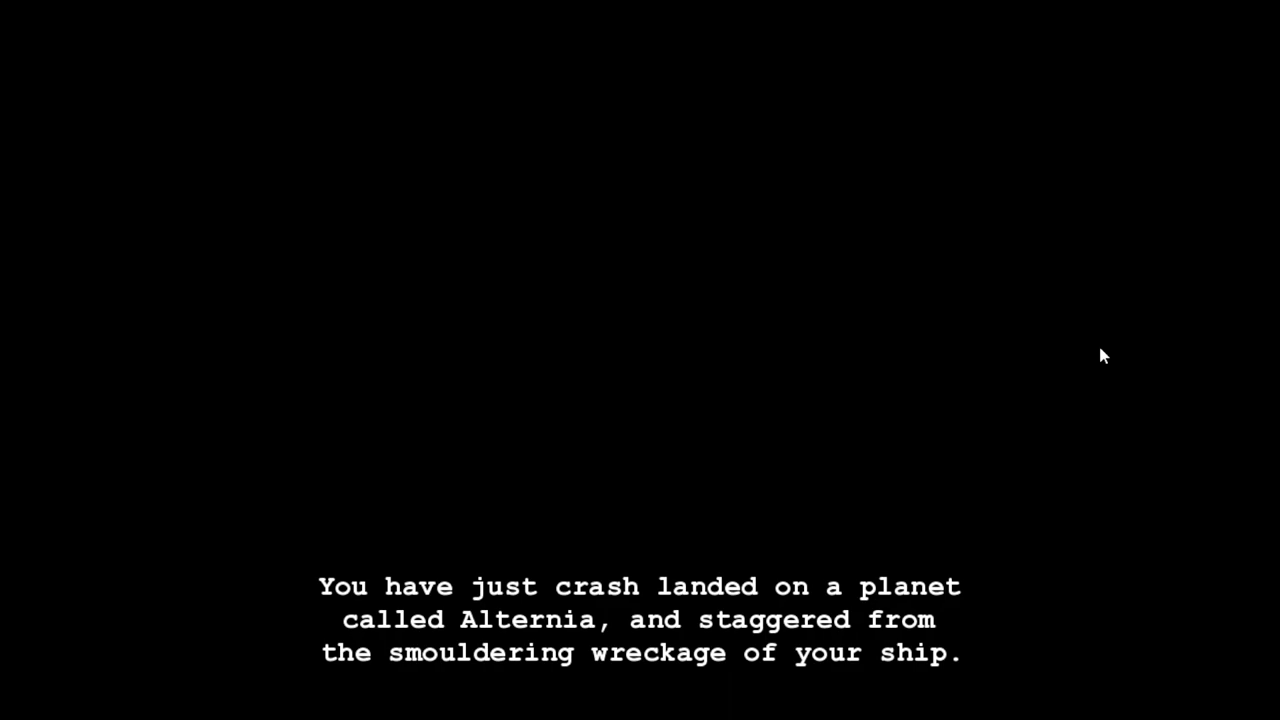 You have just crash landed on a planet
called Alternia, and staggered from
the smouldering wreckage of your ship.